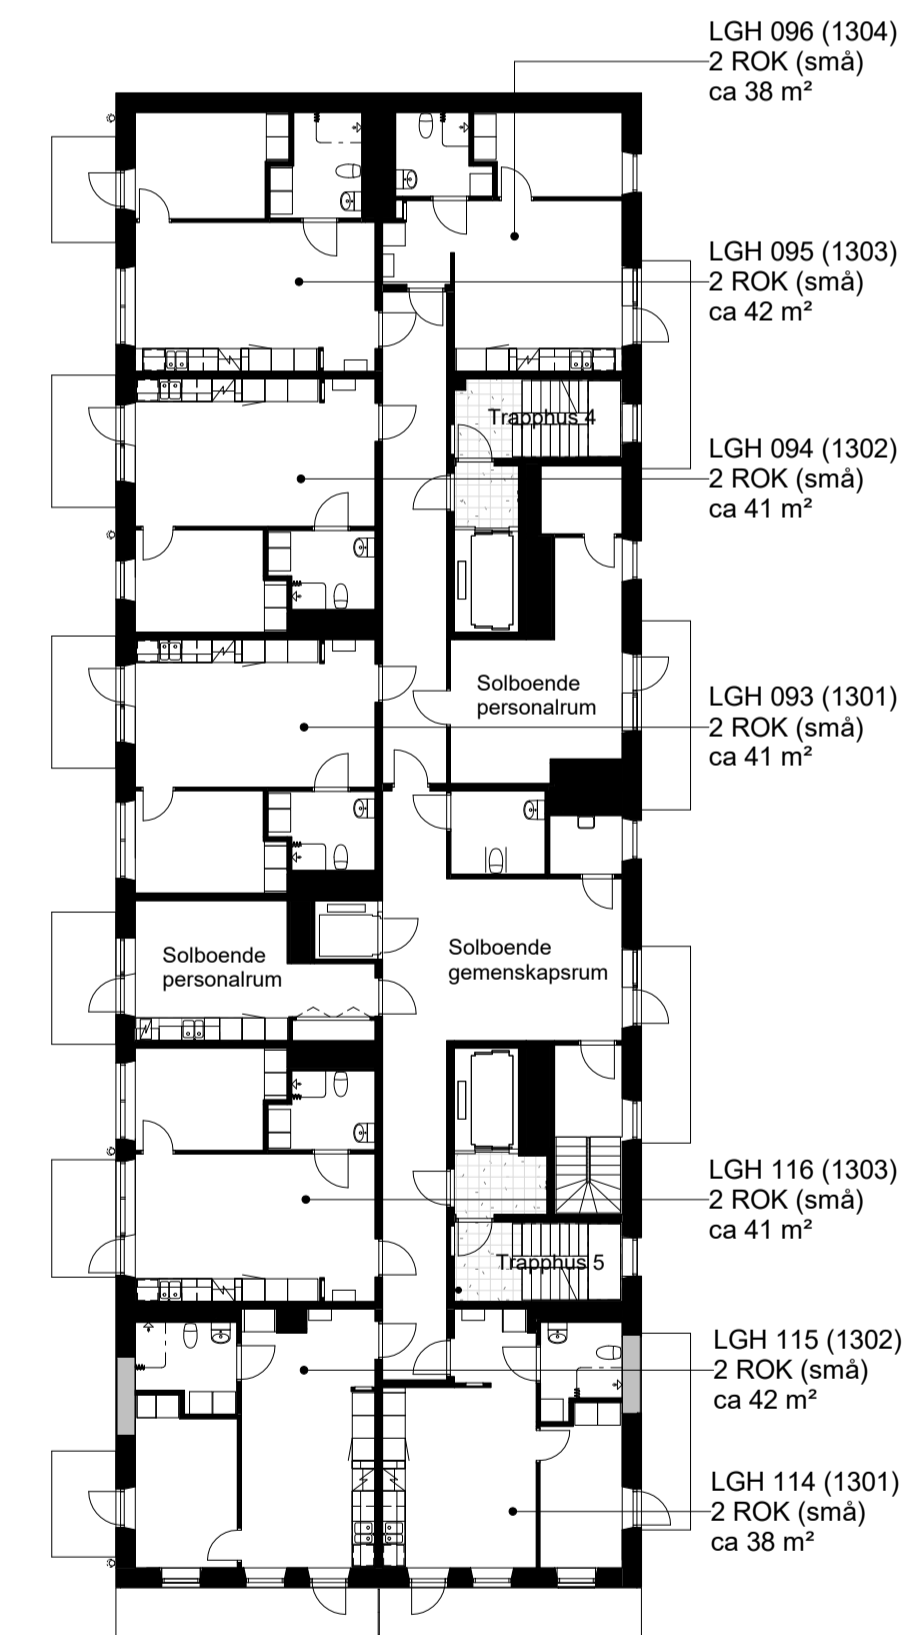 LGH 096 (1304)
2 ROK (små)
ca 38 m²
LGH 095 (1303)
2 ROK (små)
ca 42 m²
Trapphus 4
LGH 094 (1302)
2 ROK (små)
ca 41 m²
Solboende
personalrum
LGH 093 (1301)
2 ROK (små)
ca 41 m²
Solboende
personalrum
Solboende
gemenskapsrum
LGH 116 (1303)
2 ROK (små)
ca 41 m²
Trapphus 5
LGH 115 (1302)
2 ROK (små)
ca 42 m²
LGH 114 (1301)
2 ROK (små)
ca 38 m²